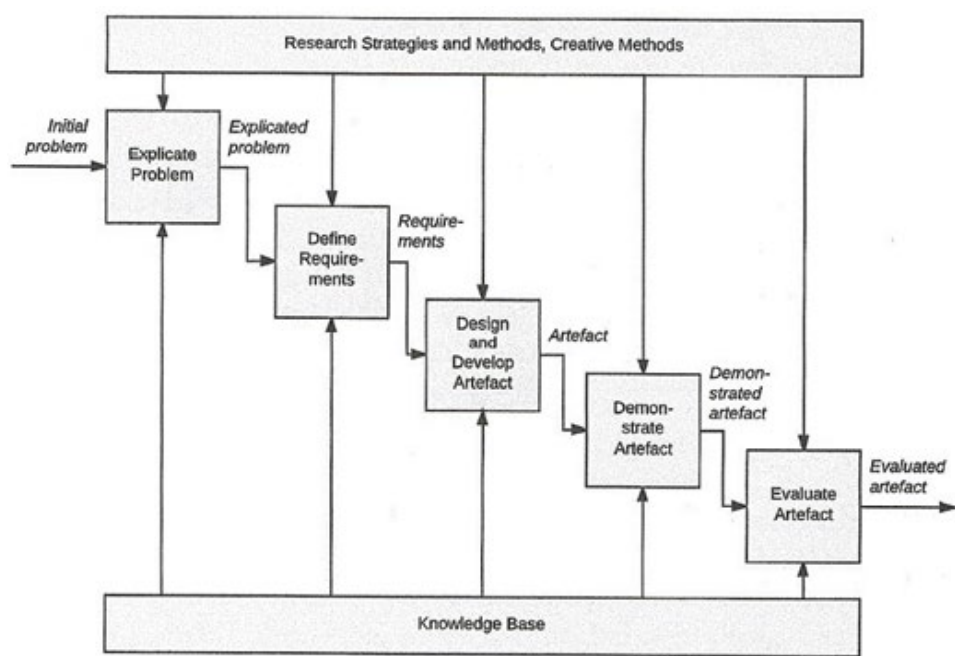 Research Strategies and Methods, Creative Methods
Initial
problem
Explicate
Problem
Explicated
problem
Define
Require-
ments
Require-
ments
Design
and
Develop
Artefact
Artefact
Demon-
strate
Artefact
Demon-
strated
artefact
Evaluate
Artefact
Evaluated
artefact
Knowledge Base